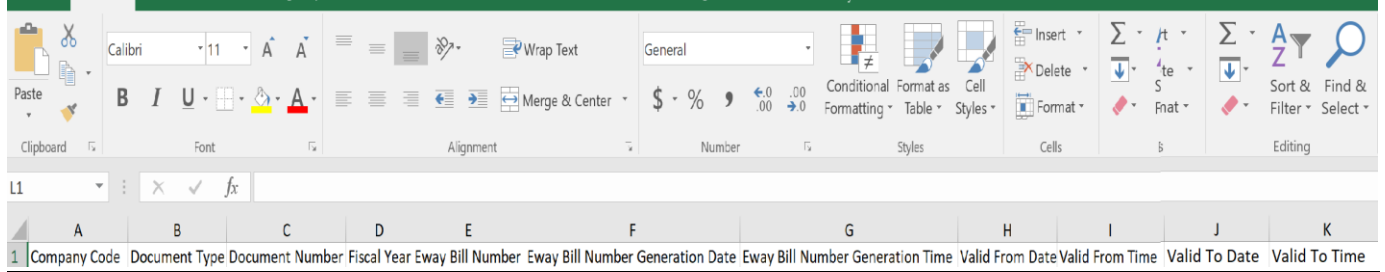 Calibri 11 A A Wrap Text General Insert Σ
Paste B I U Merge & Center $ % , .00 .0 Conditional Formatting Format as Table Cell Styles Delete Format Sort & Filter Find & Select
Clipboard Font Alignment Number Styles Cells Editing
L1 fx
A B C D E F G H I J K
1 Company Code Document Type Document Number Fiscal Year Eway Bill Number Eway Bill Number Generation Date Eway Bill Number Generation Time Valid From Date Valid From Time Valid To Date Valid To Time